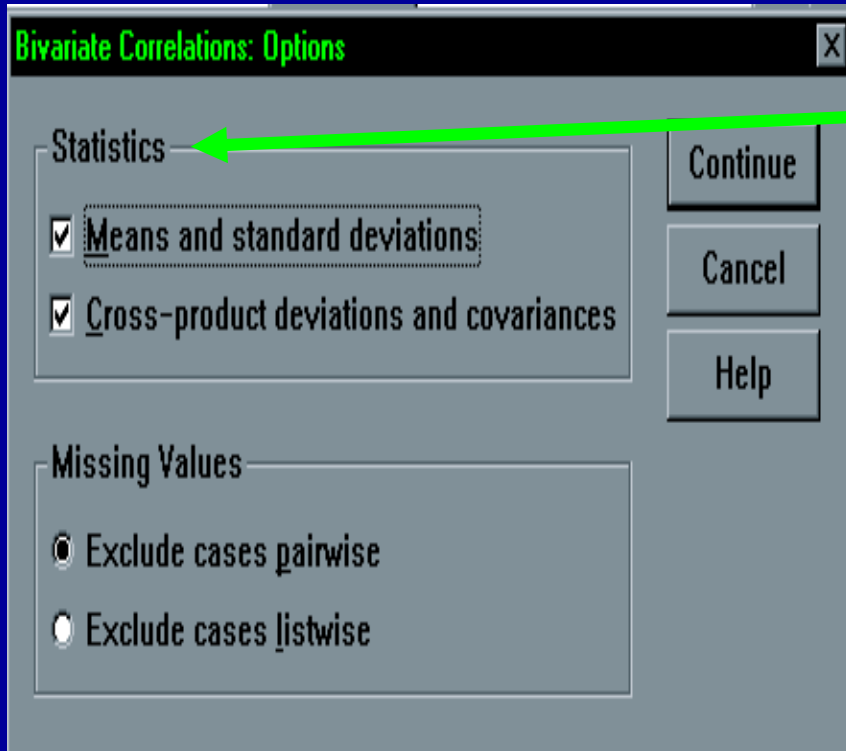 Bivariate Correlations: Options
X
Statistics
Means and standard deviations
Cross-product deviations and covariances
Continue
Cancel
Help
Missing Values
Exclude cases pairwise
Exclude cases listwise